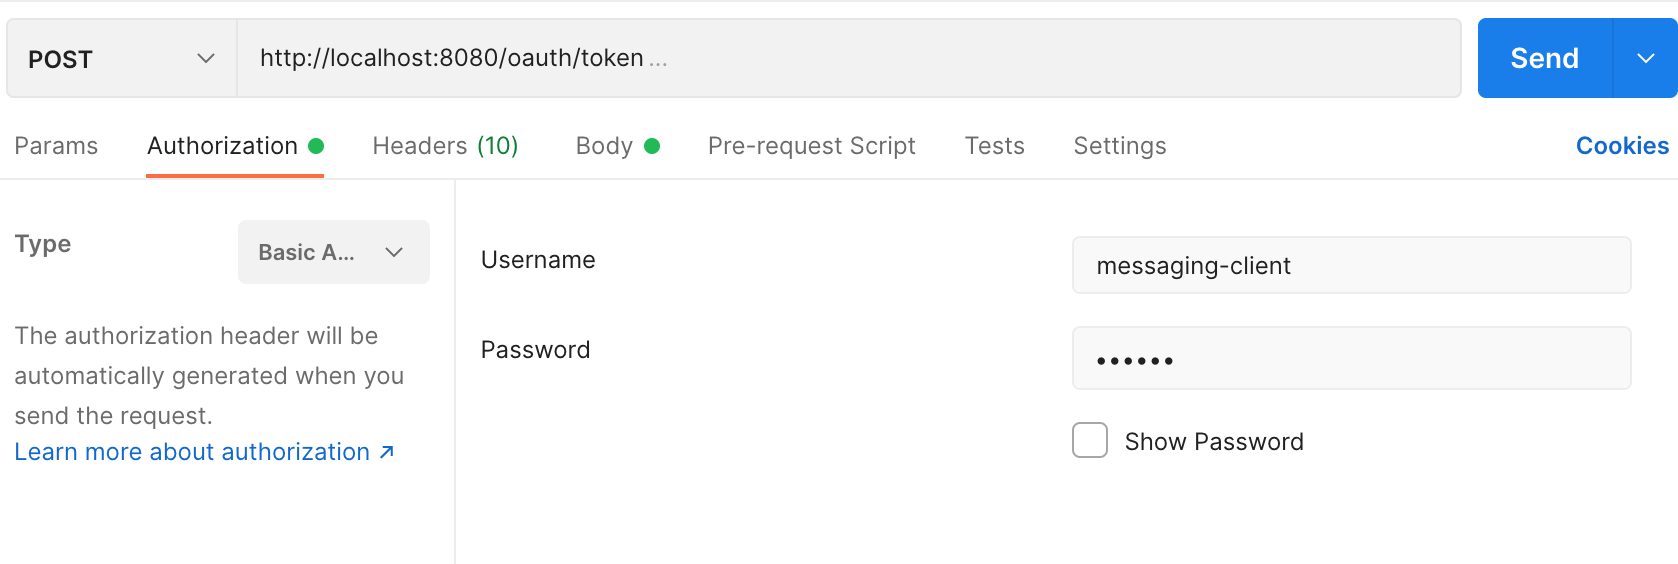 POST http://localhost:8080/oauth/token ... Send
Params Authorization Headers (10) Body Pre-request Script Tests Settings Cookies
Type Basic A...
The authorization header will be
automatically generated when you
send the request.
Learn more about authorization ↗
Username messaging-client
Password ••••••
Show Password